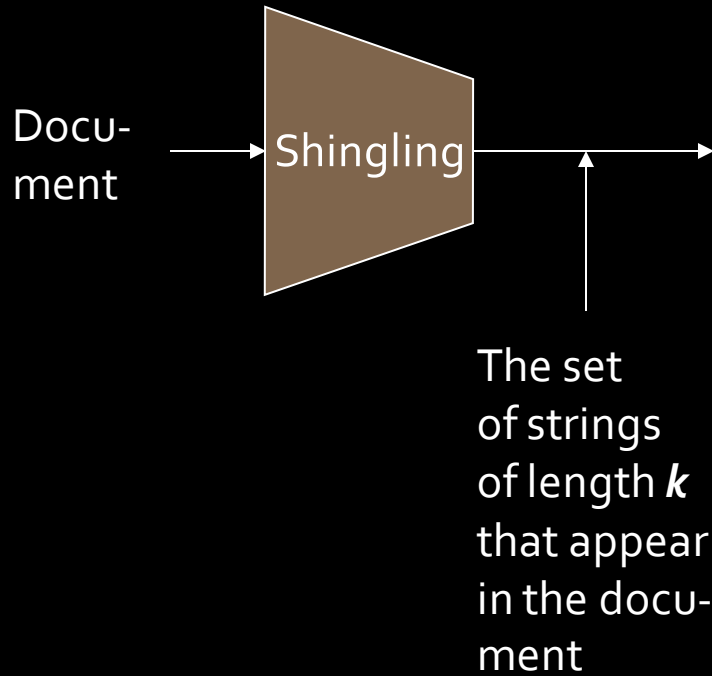 Docu-
ment
Shingling
The set
of strings
of length k
that appear
in the docu-
ment